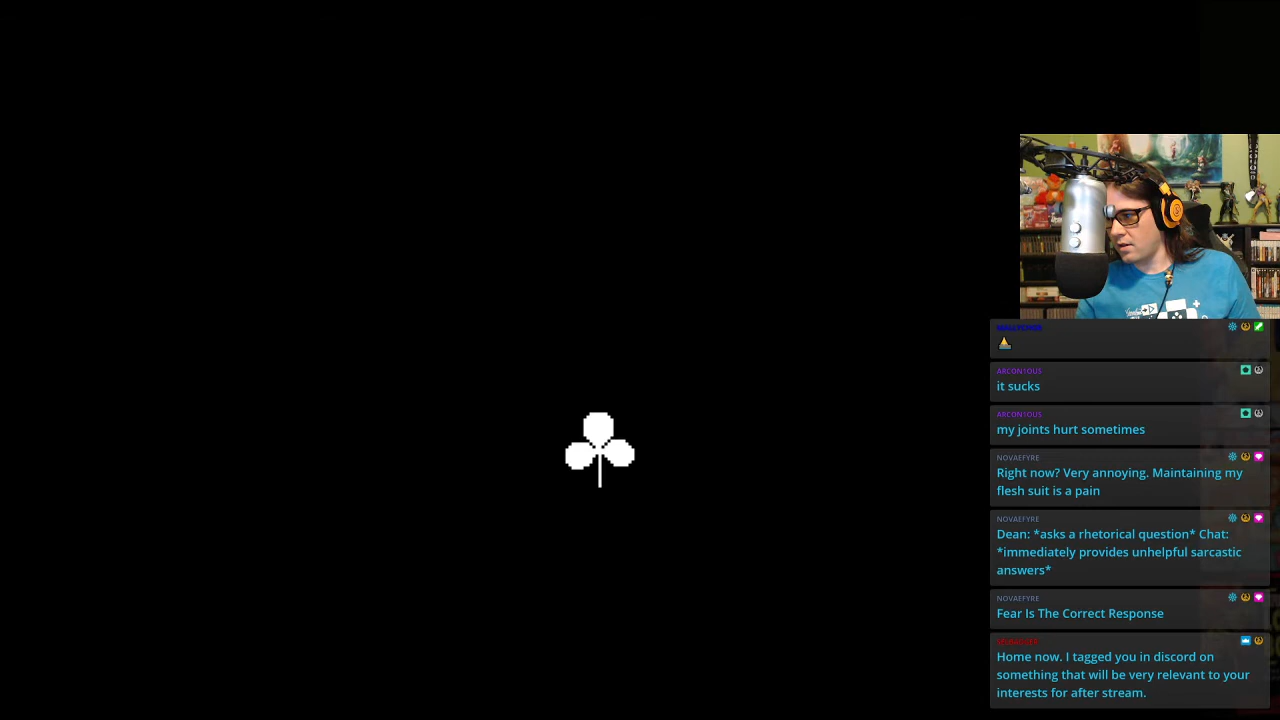 ARCON1OUS
it sucks
ARCON1OUS
my joints hurt sometimes
NOVAEFYRE
Right now? Very annoying. Maintaining my
flesh suit is a pain
NOVAEFYRE
Dean: *asks a rhetorical question* Chat:
*immediately provides unhelpful sarcastic
answers*
NOVAEFYRE
Fear Is The Correct Response
Home now. I tagged you in discord on
something that will be very relevant to your
interests for after stream.